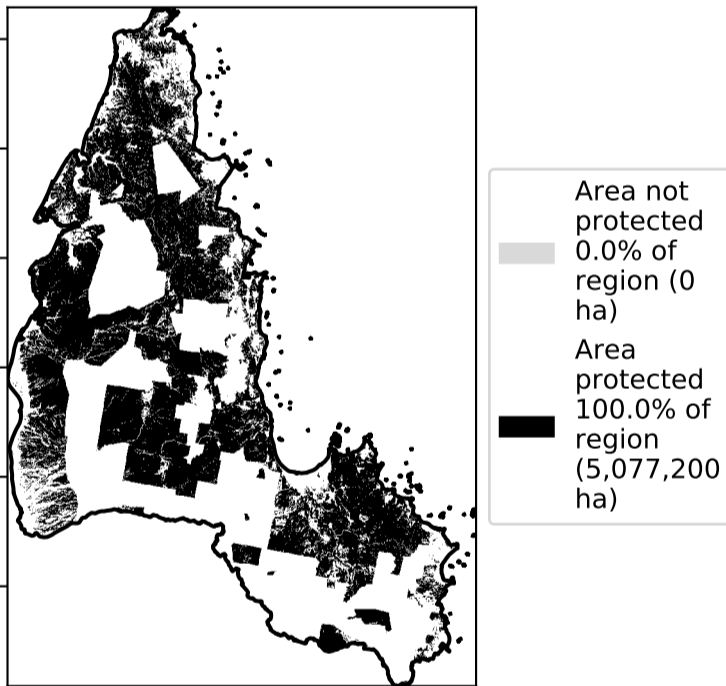 Area not
protected
0.0% of
region (0
ha)
Area
protected
100.0% of
region
(5,077,200
ha)